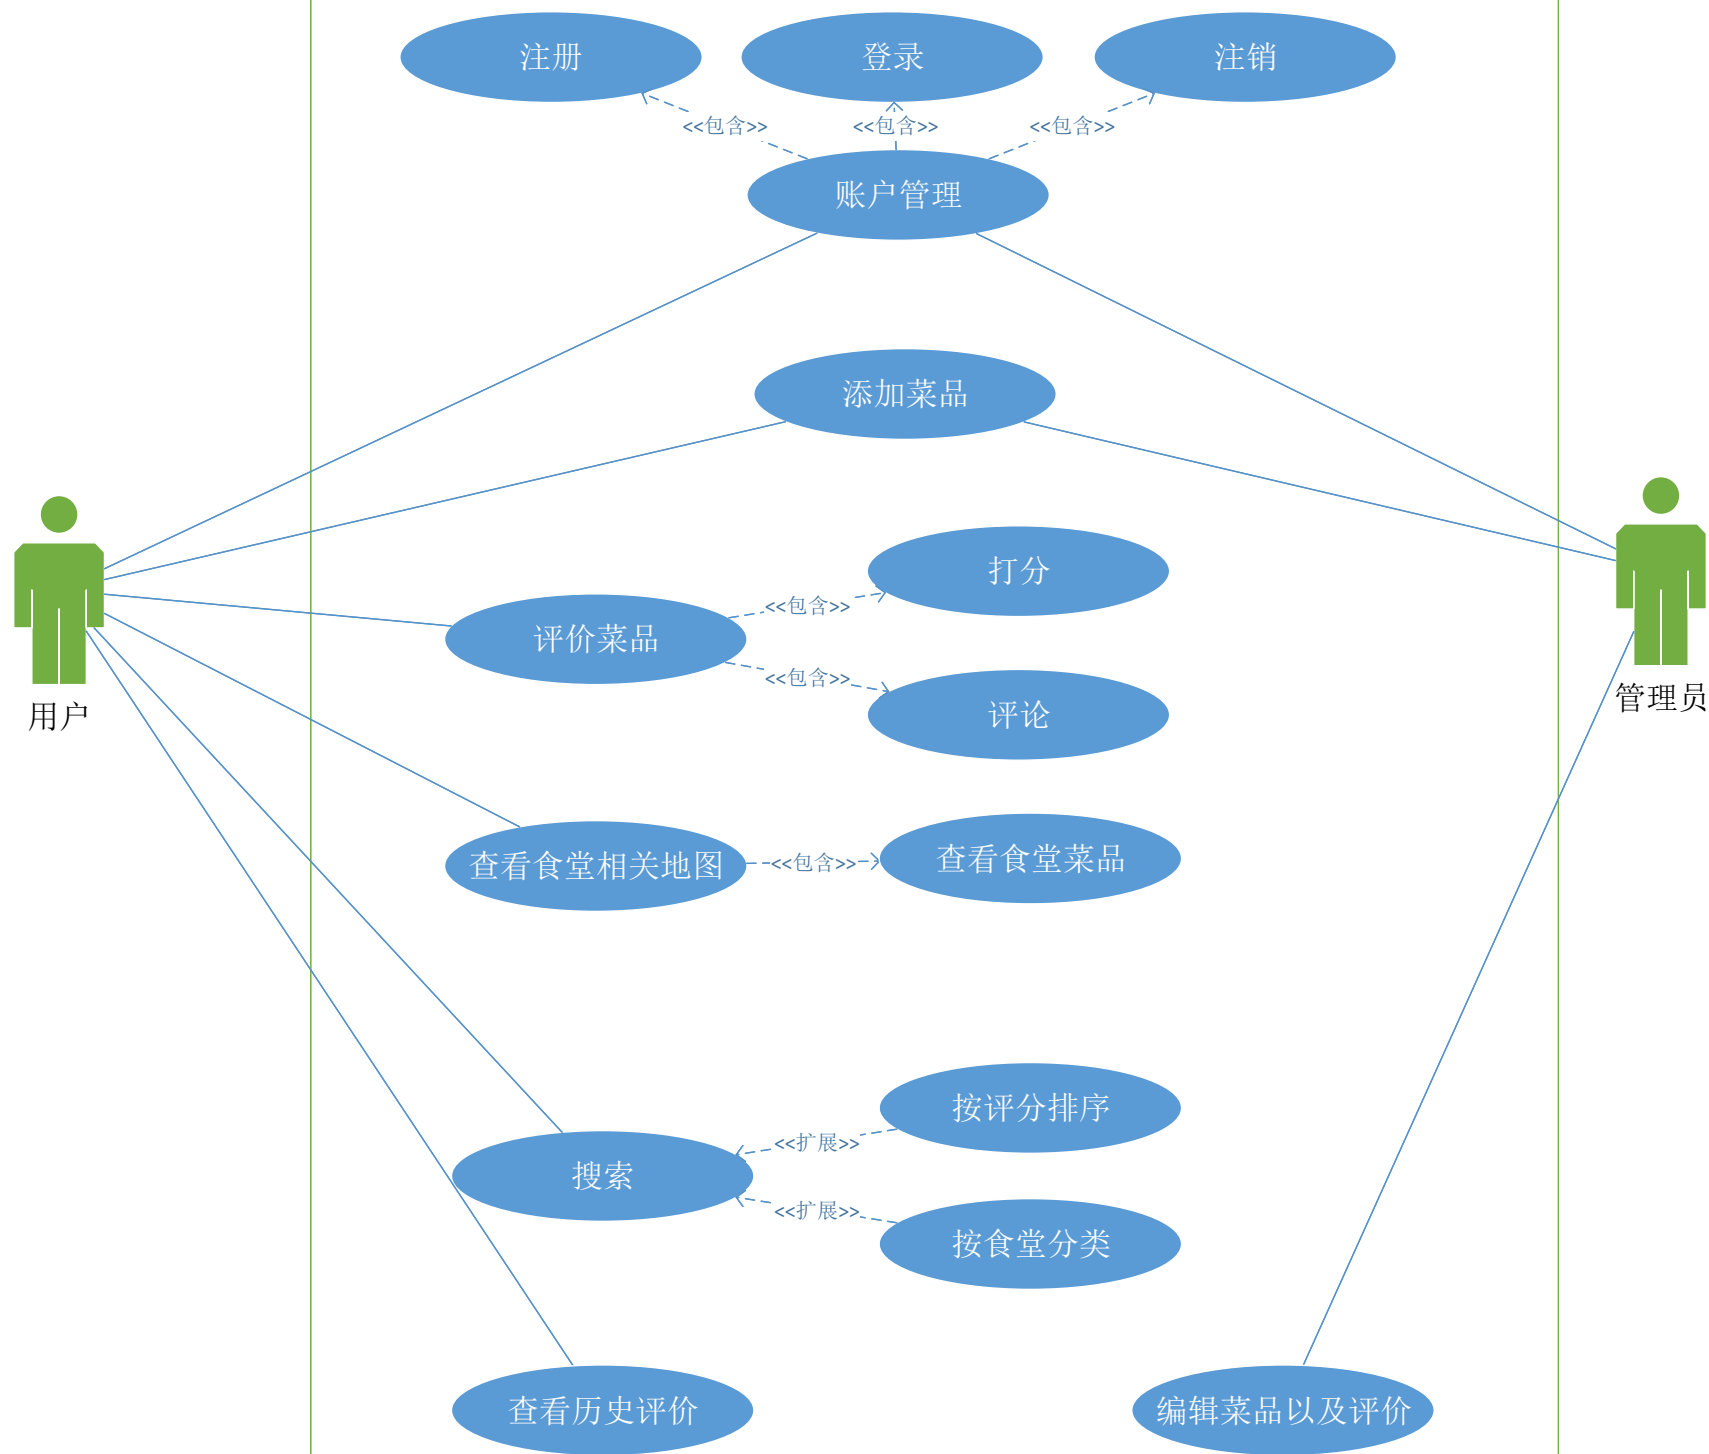 注册
登录
注销
<<包含>>
<<包含>>
<<包含>>
账户管理
添加菜品
打分
<<包含>>
评价菜品
<<包含>>
评论
用户
管理员
查看食堂相关地图
<<包含>>
查看食堂菜品
按评分排序
<<扩展>>
搜索
<<扩展>>
按食堂分类
查看历史评价
编辑菜品以及评价